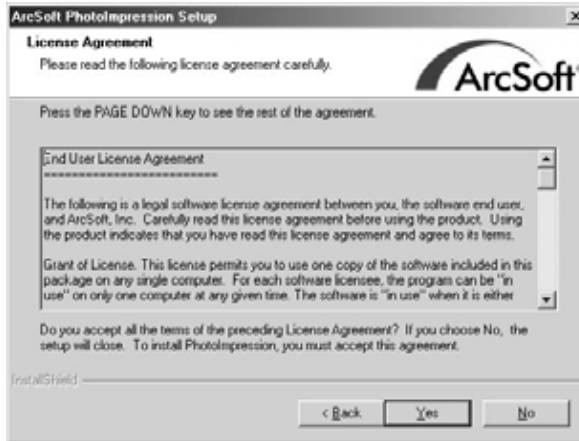 ArcSoft PhotoImpression Setup
License Agreement
Please read the following license agreement carefully.
ArcSoft
Press the PAGE DOWN key to see the rest of the agreement.
End User License Agreement
==========================
The following is a legal software license agreement between you, the software end user,
and ArcSoft, Inc. Carefully read this license agreement before using the product. Using
the product indicates that you have read this license agreement and agree to its terms.
Grant of License. This license permits you to use one copy of the software included in this
package on any single computer. For each software licensee, the program can be "in
use" on only one computer at any given time. The software is "in use" when it is either
Do you accept all the terms of the preceding License Agreement? If you choose No, the
setup will close. To install PhotoImpression, you must accept this agreement.
InstallShield
< Back
Yes
No